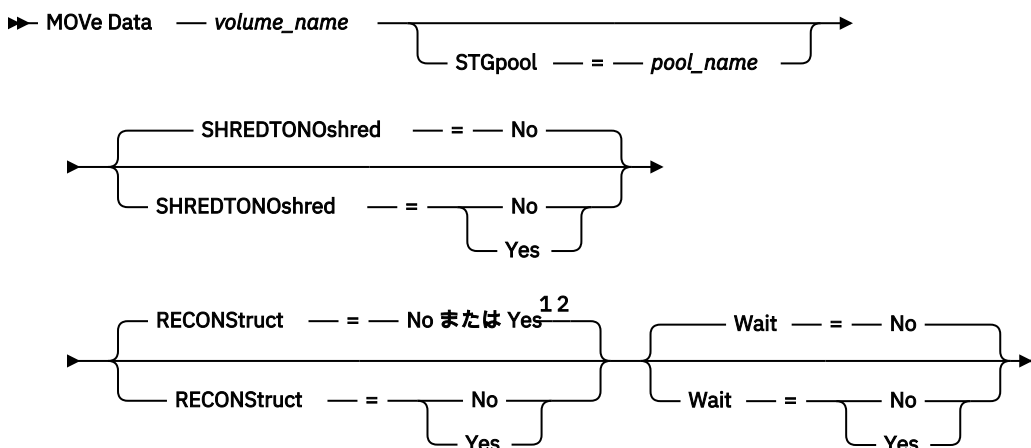 MOVe Data volume_name
STGpool = pool_name
SHREDTONOshred = No
SHREDTONOshred = No
Yes
RECONStruct = No または Yes 1 2 Wait = No
RECONStruct = No Wait = No
Yes Yes